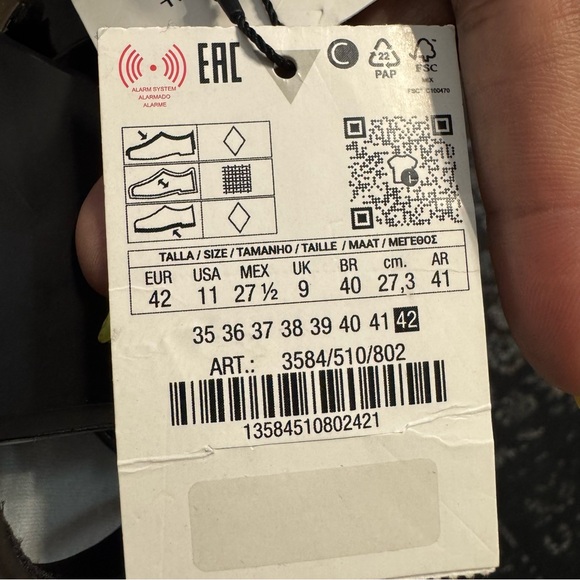 ALARM SYSTEM
ALARMADO
ALARME
EAC
C
22
PAP
FSC
MIX
TALLA / SIZE / TAMANHO / TAILLE / MAAT / ΜΕΓΕΘΟΣ
EUR USA MEX UK BR cm. AR
42 11 27 ½ 9 40 27,3 41
35 36 37 38 39 40 41 42
ART.: 3584/510/802
13584510802421